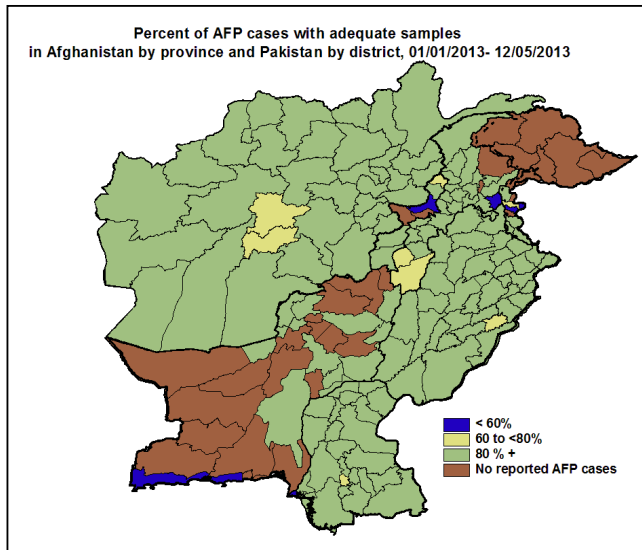 Percent of AFP cases with adequate samples
in Afghanistan by province and Pakistan by district, 01/01/2013- 12/05/2013
< 60%
60 to <80%
80 % +
No reported AFP cases